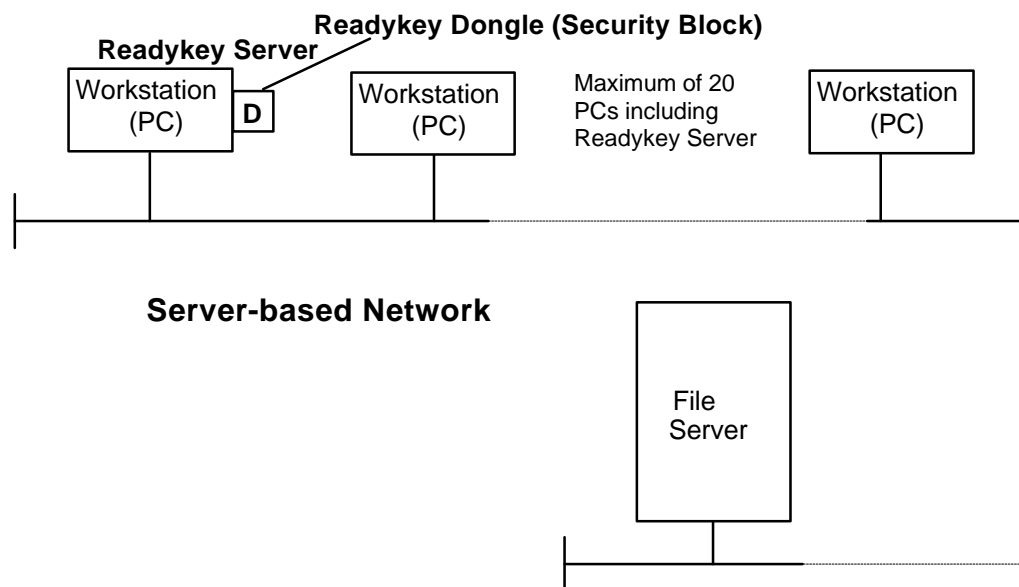 Readykey Dongle (Security Block)
Readykey Server
Workstation
(PC)
D
Workstation
(PC)
Maximum of 20
PCs including
Readykey Server
Workstation
(PC)
Server-based Network
File
Server